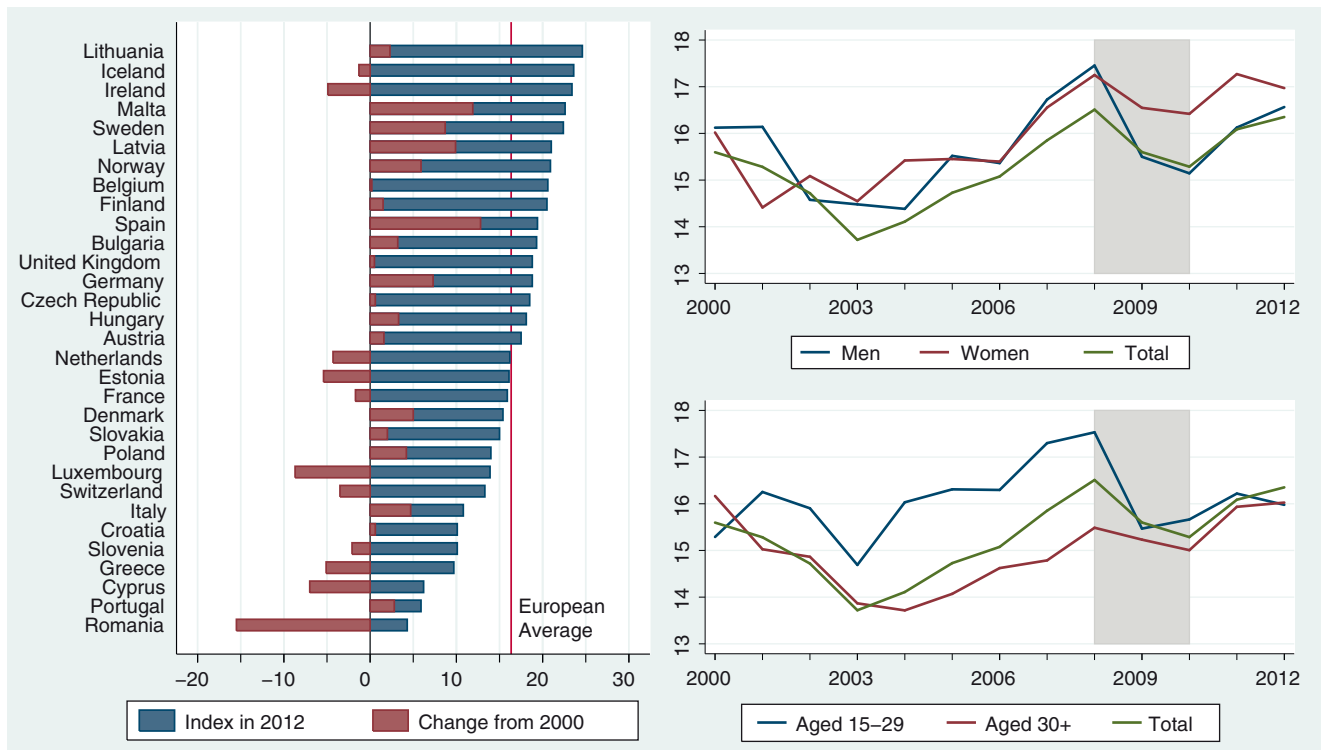 Lithuania
Iceland
Ireland
Malta
Sweden
Latvia
Norway
Belgium
Finland
Spain
Bulgaria
United Kingdom
Germany
Czech Republic
Hungary
Austria
Netherlands
Estonia
France
Denmark
Slovakia
Poland
Luxembourg
Switzerland
Italy
Croatia
Slovenia
Greece
Cyprus
Portugal
Romania
European
Average
−20 −10 0 10 20 30
Index in 2012 Change from 2000
18
17
16
15
14
13
2000 2003 2006 2009 2012
Men Women Total
18
17
16
15
14
13
2000 2003 2006 2009 2012
Aged 15–29 Aged 30+ Total